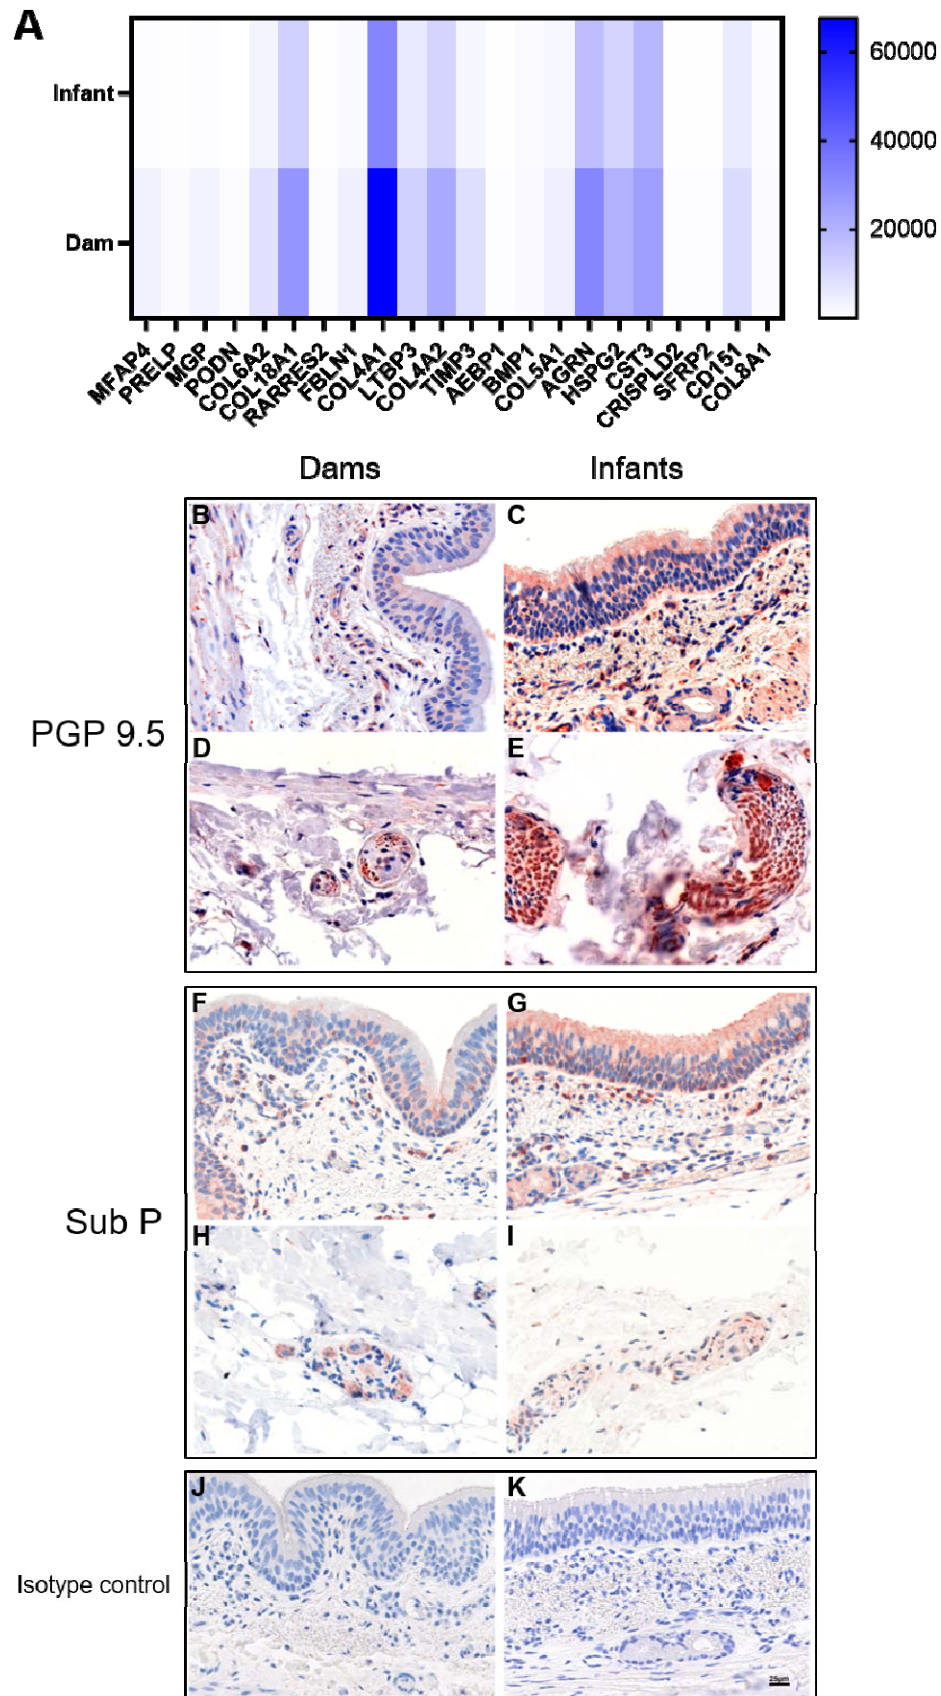 A
Infant
Dam
60000
40000
20000
MFAP4
PRELP
MGP
PODN
COL6A2
COL18A1
RARRES2
FBLN1
COL4A1
LTBP3
COL4A2
TIMP3
AEBP1
BMP1
COL5A1
AGRN
HSPG2
CST3
CRISPLD2
SFRP2
CD151
COL8A1
Dams Infants
B C
PGP 9.5
D E
F G
Sub P
H I
J K
Isotype control
25µm